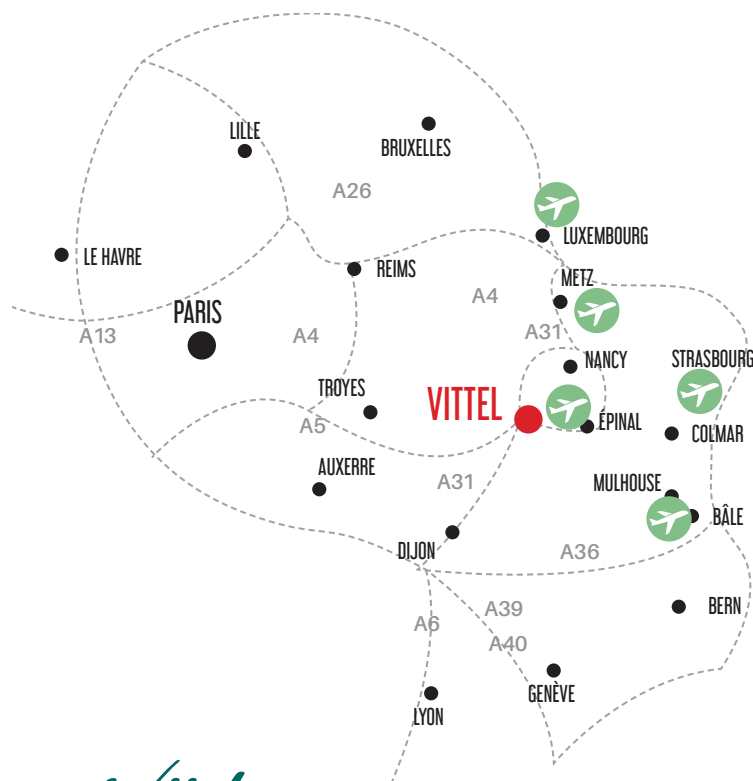 LILLE
BRUXELLES
A26
LUXEMBOURG
LE HAVRE
REIMS
METZ
A4
PARIS
A13
A4
A31
NANCY
STRASBOURG
TROYES
VITTEL
A5
ÉPINAL
COLMAR
AUXERRE
A31
MULHOUSE
BÂLE
DIJON
A36
A39
BERN
A6
A40
GENÈVE
LYON